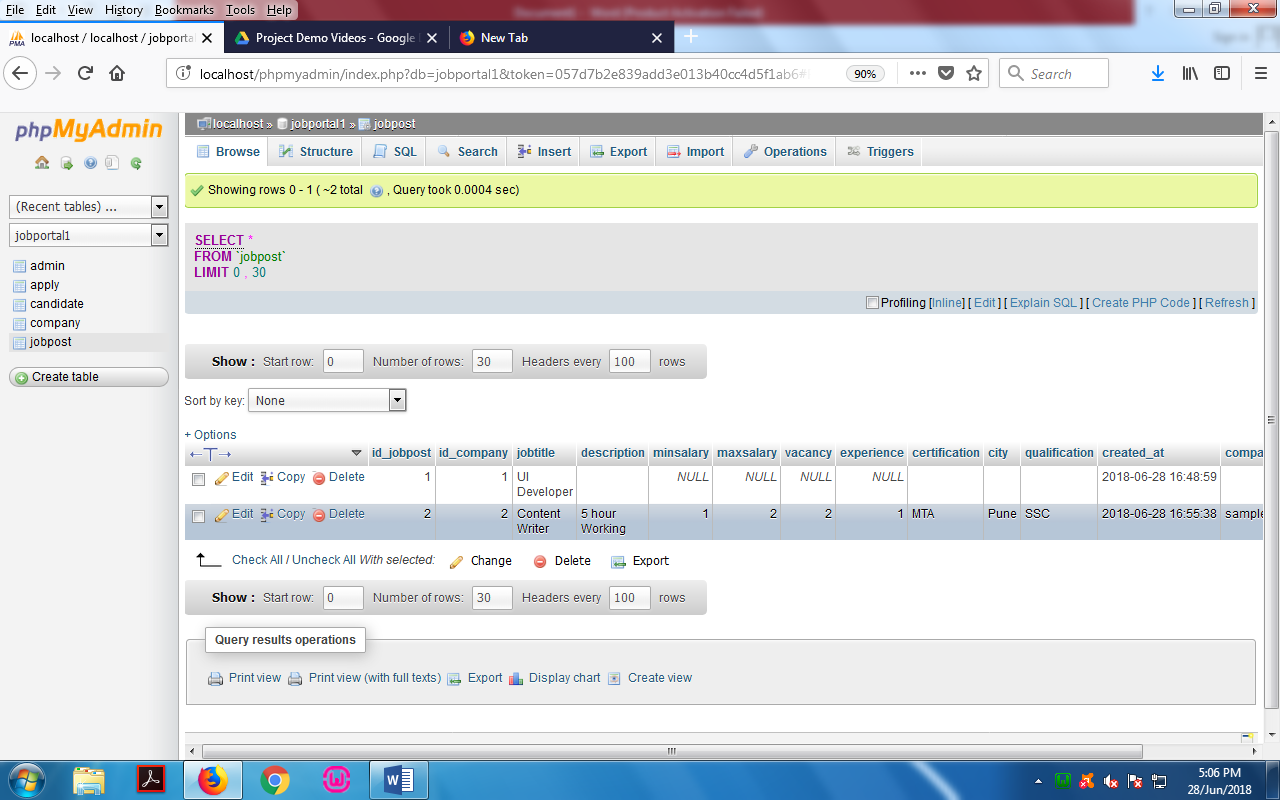 File Edit View History Bookmarks Tools Help
localhost / localhost / jobporta
Project Demo Videos - Google
New Tab
localhost/phpmyadmin/index.php?db=jobportal1&token=057d7b2e839add3e013b40cc4d5f1ab6#
90%
Search
phpMyAdmin
(Recent tables) ...
jobportal1
admin
apply
candidate
company
jobpost
Create table
localhost » jobportal1 » jobpost
Browse Structure SQL Search Insert Export Import Operations Triggers
Showing rows 0 - 1 ( ~2 total , Query took 0.0004 sec)
SELECT *
FROM `jobpost`
LIMIT 0 , 30
Profiling [Inline] [ Edit ] [ Explain SQL ] [ Create PHP Code ] [ Refresh ]
Show : Start row: 0 Number of rows: 30 Headers every 100 rows
Sort by key: None
+ Options
←T→ id_jobpost id_company jobtitle description minsalary maxsalary vacancy experience certification city qualification created_at compa
Edit Copy Delete 1 1 UI Developer NULL NULL NULL NULL 2018-06-28 16:48:59
Edit Copy Delete 2 2 Content Writer 5 hour Working 1 2 2 1 MTA Pune SSC 2018-06-28 16:55:38 sample
Check All / Uncheck All With selected: Change Delete Export
Show : Start row: 0 Number of rows: 30 Headers every 100 rows
Query results operations
Print view Print view (with full texts) Export Display chart Create view
5:06 PM
28/Jun/2018